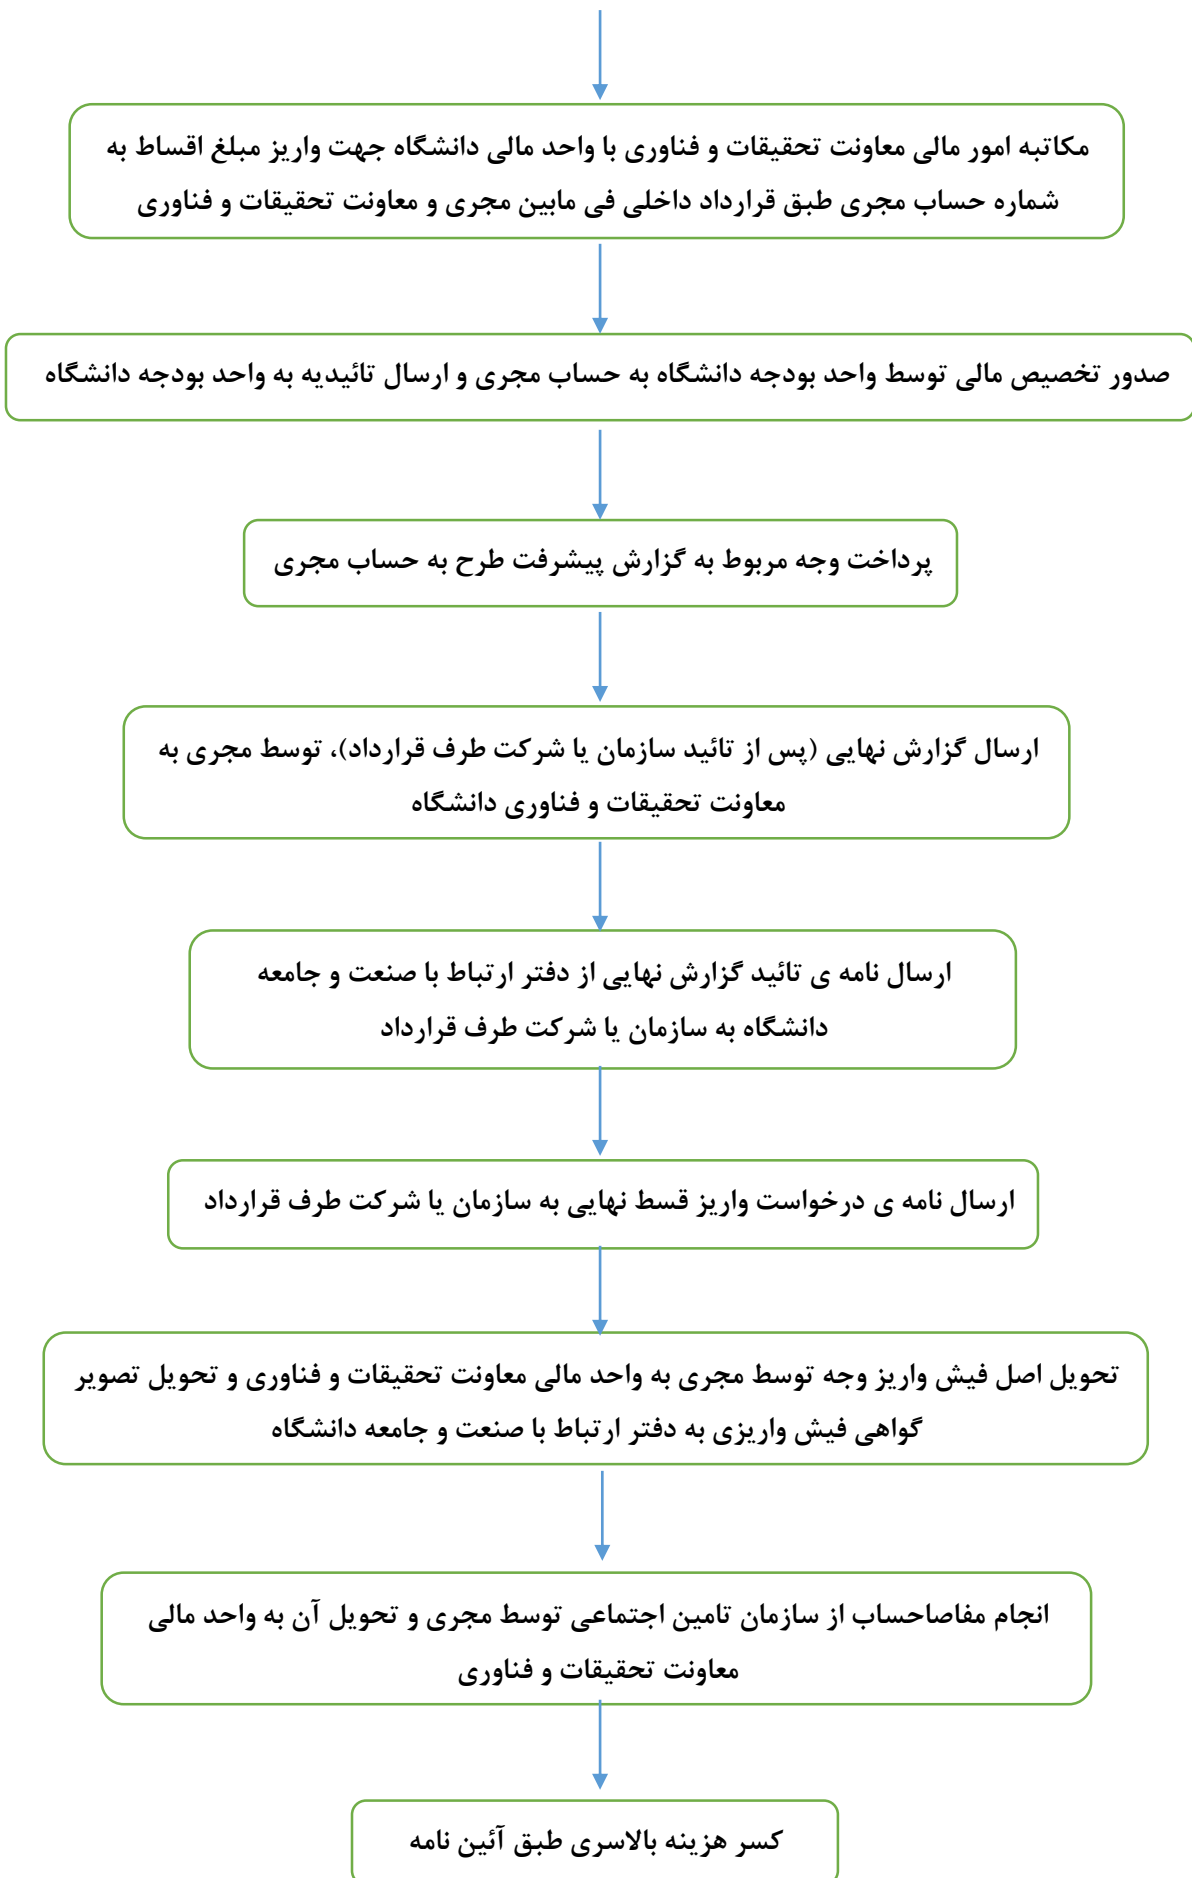 مکاتبه امور مالی معاونت تحقیقات و فناوری با واحد مالی دانشگاه جهت واریز مبلغ اقساط به
شماره حساب مجری طبق قرارداد داخلی فی مابین مجری و معاونت تحقیقات و فناوری
صدور تخصیص مالی توسط واحد بودجه دانشگاه به حساب مجری و ارسال تائیدیه به واحد بودجه دانشگاه
پرداخت وجه مربوط به گزارش پیشرفت طرح به حساب مجری
ارسال گزارش نهایی (پس از تائید سازمان یا شرکت طرف قرارداد)، توسط مجری به
معاونت تحقیقات و فناوری دانشگاه
ارسال نامه ی تائید گزارش نهایی از دفتر ارتباط با صنعت و جامعه
دانشگاه به سازمان یا شرکت طرف قرارداد
ارسال نامه ی درخواست واریز قسط نهایی به سازمان یا شرکت طرف قرارداد
تحویل اصل فیش واریز وجه توسط مجری به واحد مالی معاونت تحقیقات و فناوری و تحویل تصویر
گواهی فیش واریزی به دفتر ارتباط با صنعت و جامعه دانشگاه
انجام مفاصاحساب از سازمان تامین اجتماعی توسط مجری و تحویل آن به واحد مالی
معاونت تحقیقات و فناوری
کسر هزینه بالاسری طبق آئین نامه